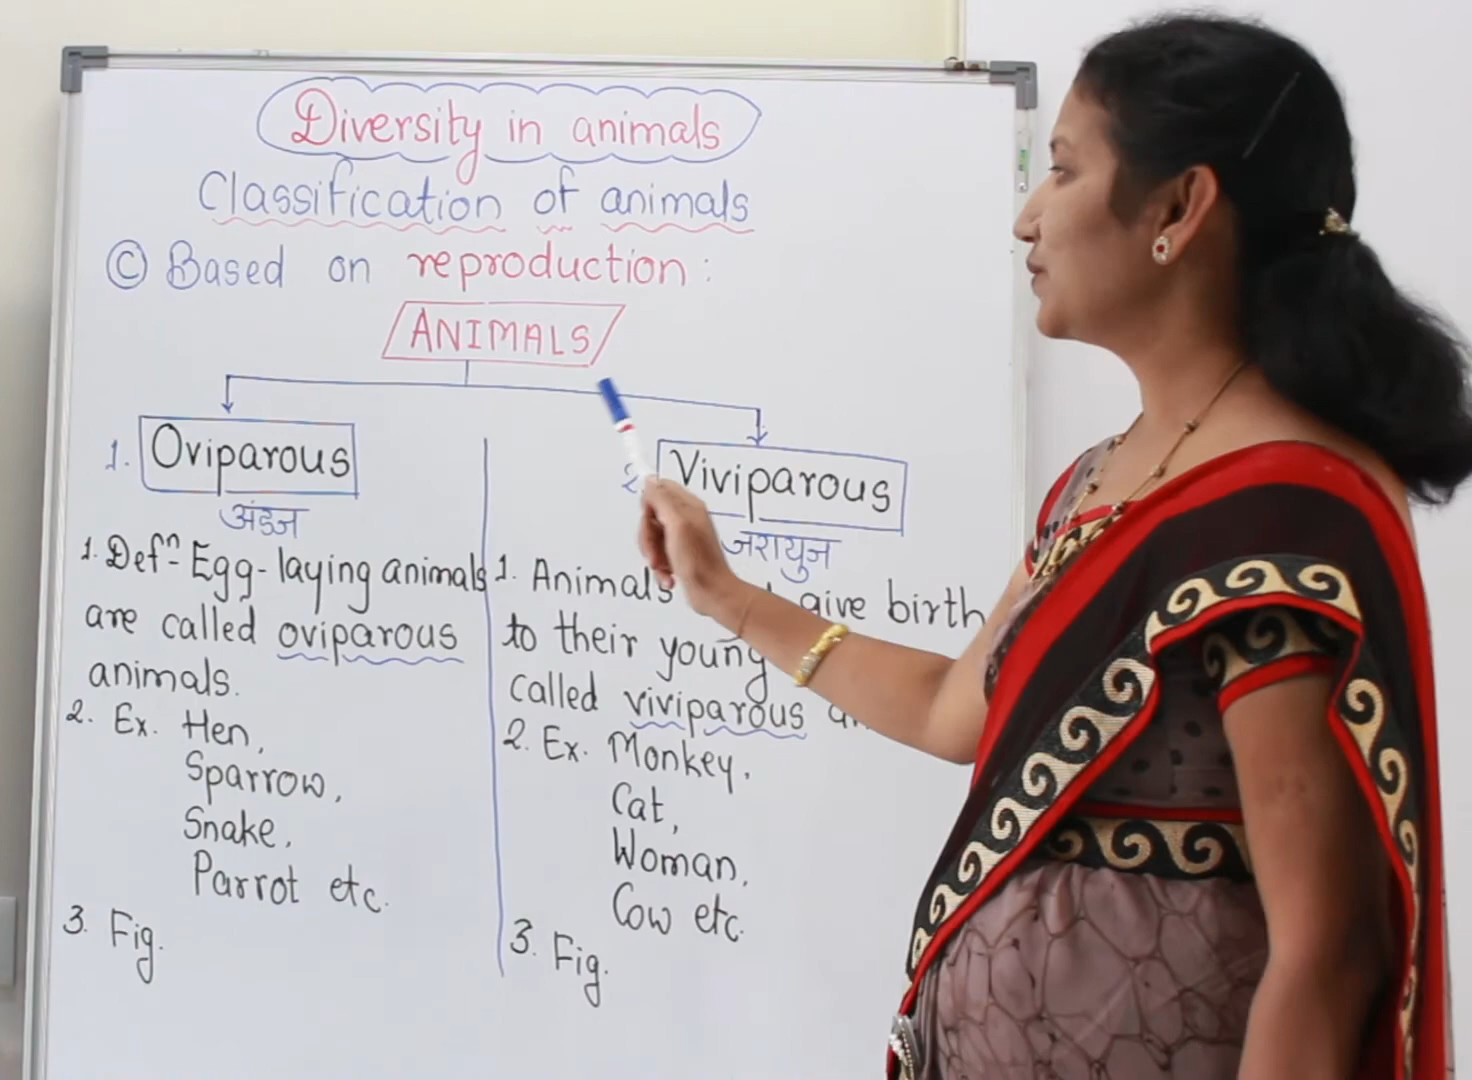 Diversity in animals
Classification of animals
© Based on reproduction:
ANIMALS
1. Oviparous
अंडज
1. Defⁿ- Egg-laying animals
are called oviparous
animals.
2. Ex. Hen,
Sparrow,
Snake,
Parrot etc.
3. Fig.
2. Viviparous
जरायुज
1. Animals give birth
to their young
called viviparous
2. Ex. Monkey,
Cat,
Woman,
Cow etc.
3. Fig.